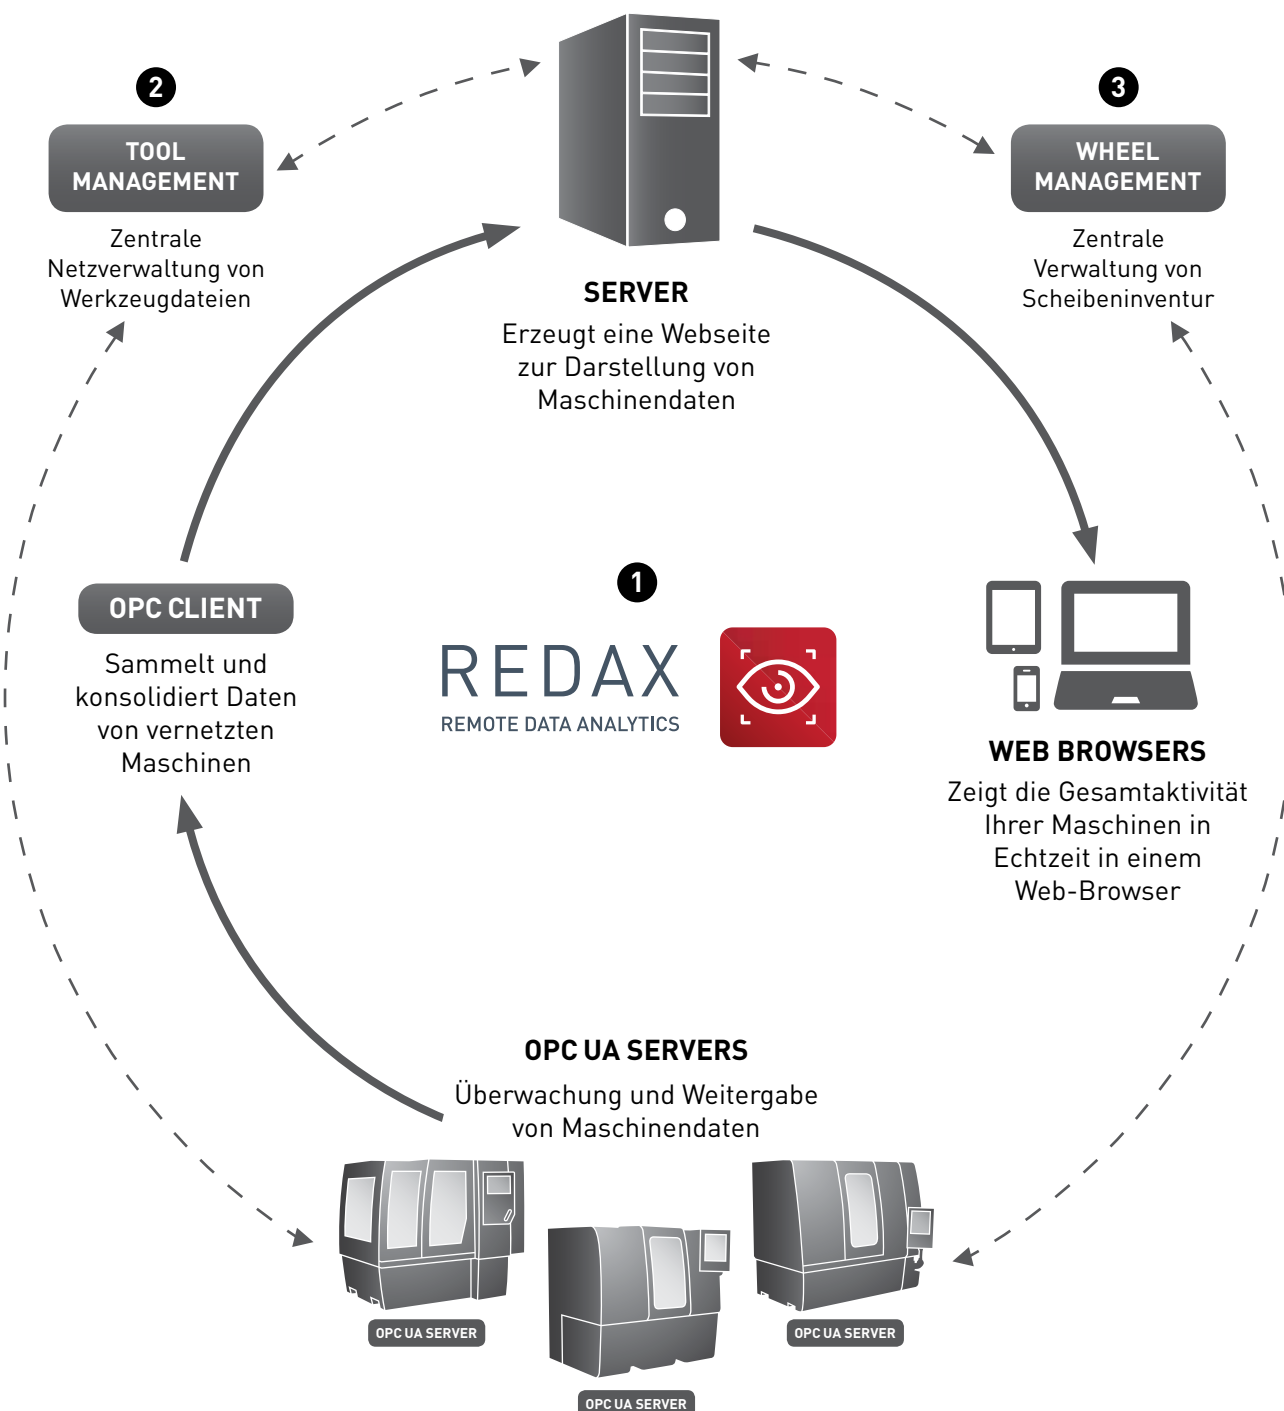 2
TOOL
MANAGEMENT
Zentrale
Netzverwaltung von
Werkzeugdateien
3
WHEEL
MANAGEMENT
Zentrale
Verwaltung von
Scheibeninventur
SERVER
Erzeugt eine Webseite
zur Darstellung von
Maschinendaten
OPC CLIENT
Sammelt und
konsolidiert Daten
von vernetzten
Maschinen
1
REDAX
REMOTE DATA ANALYTICS
WEB BROWSERS
Zeigt die Gesamtaktivität
Ihrer Maschinen in
Echtzeit in einem
Web-Browser
OPC UA SERVERS
Überwachung und Weitergabe
von Maschinendaten
OPC UA SERVER
OPC UA SERVER
OPC UA SERVER